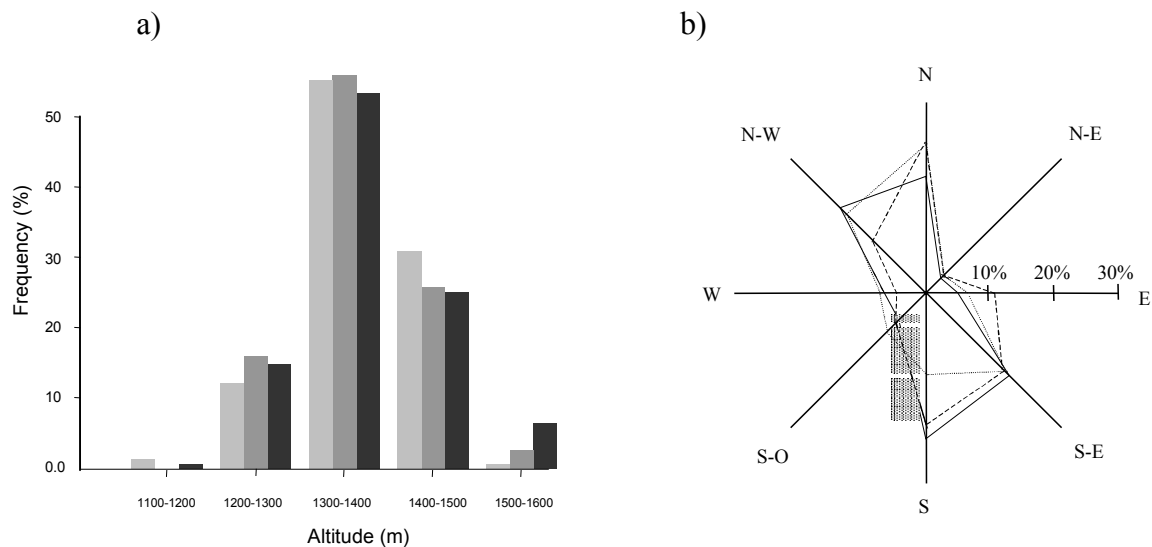 a)
50
40
30
20
10
0.0
Frequency (%)
1100-1200
1200-1300
1300-1400
1400-1500
1500-1600
Altitude (m)
b)
N
N-W
N-E
W
10%
20%
30%
E
S-O
S-E
S